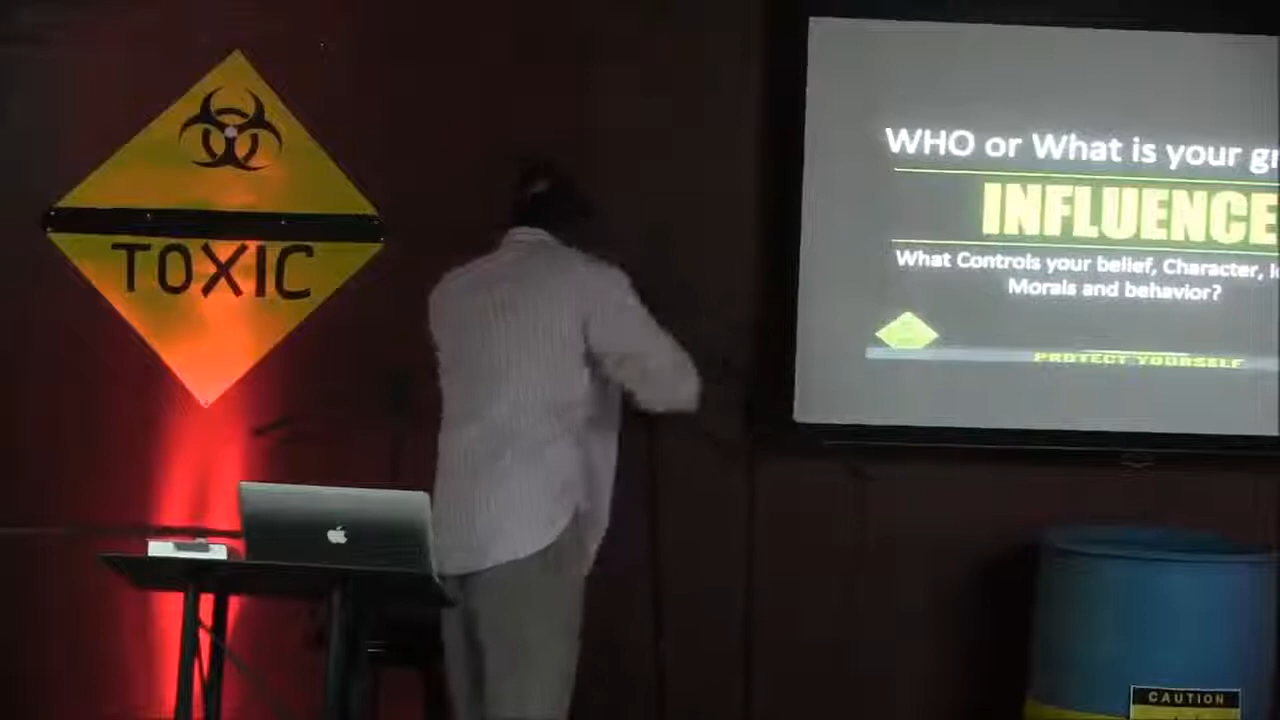 TOXIC
WHO or What is your
INFLUENCE
What Controls your belief, Character,
Morals and behavior?
PROTECT YOURSELF
CAUTION